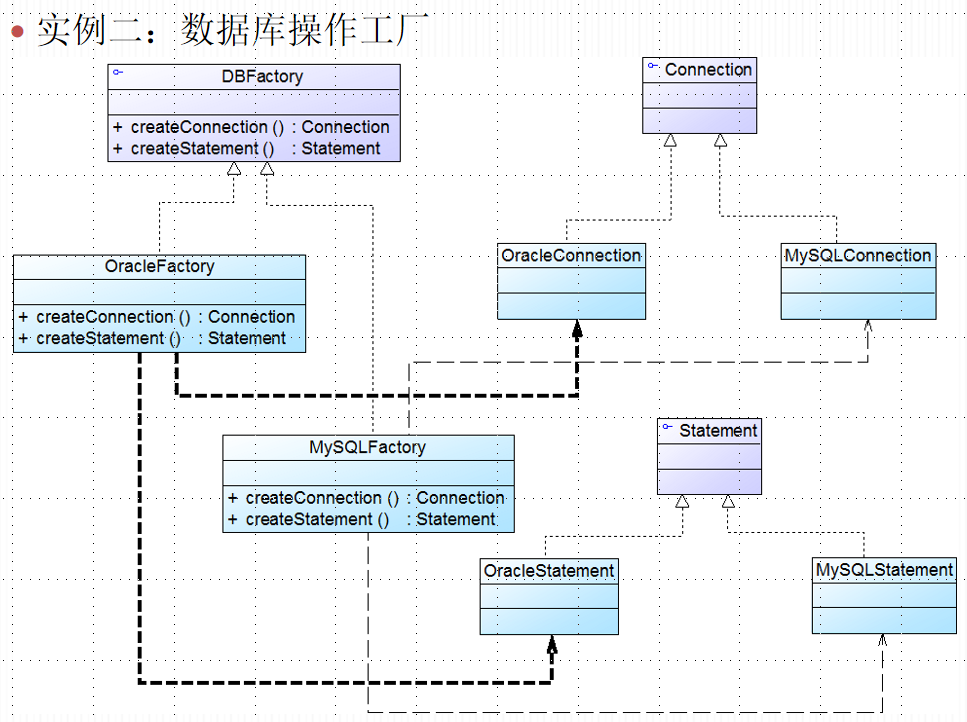 • 实例二：数据库操作工厂
DBFactory
+ createConnection () : Connection
+ createStatement () : Statement
Connection
OracleFactory
+ createConnection () : Connection
+ createStatement () : Statement
OracleConnection
MySQLConnection
MySQLFactory
+ createConnection () : Connection
+ createStatement () : Statement
Statement
OracleStatement
MySQLStatement